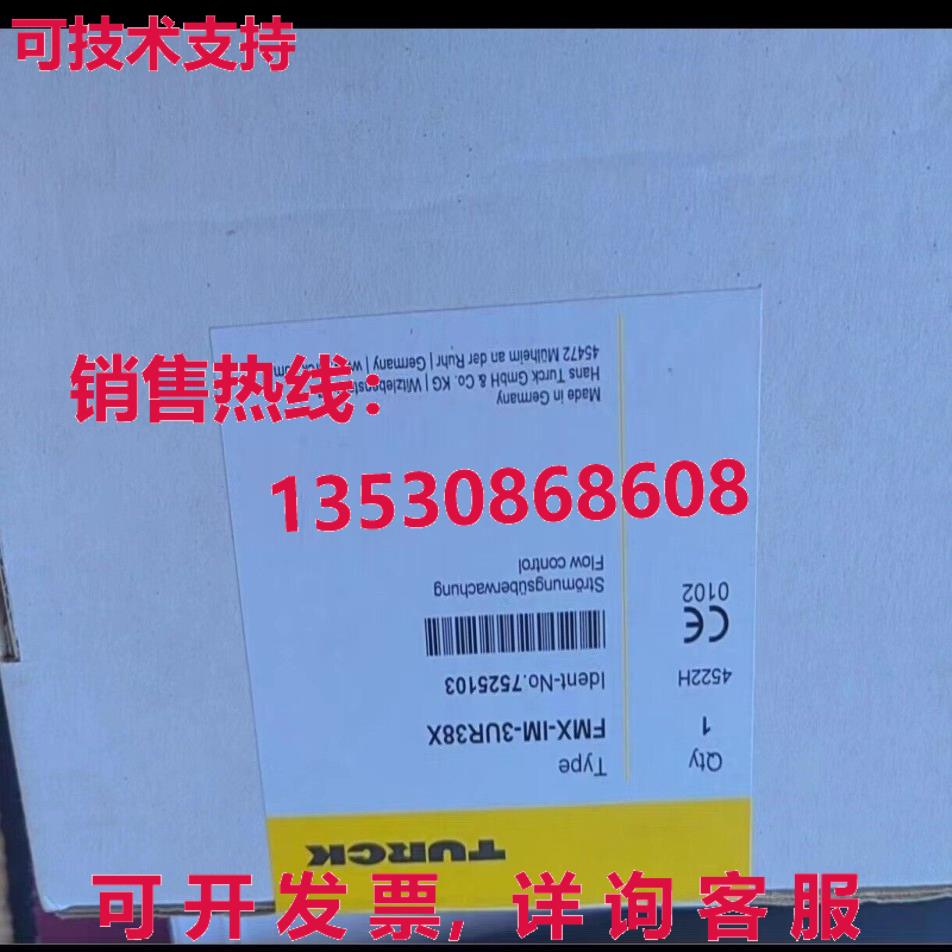 可技术支持
销售热线：
13530868608
可开发票, 详询客服
TURCK
Qty
1
Type
FMX-IM-3UR38X
4522H
Ident-No.7525103
CE
0102
Strömungsüberwachung
Flow control
Made in Germany
Hans Turck GmbH & Co. KG |
45472 Mülheim an der Ruhr | Germany |